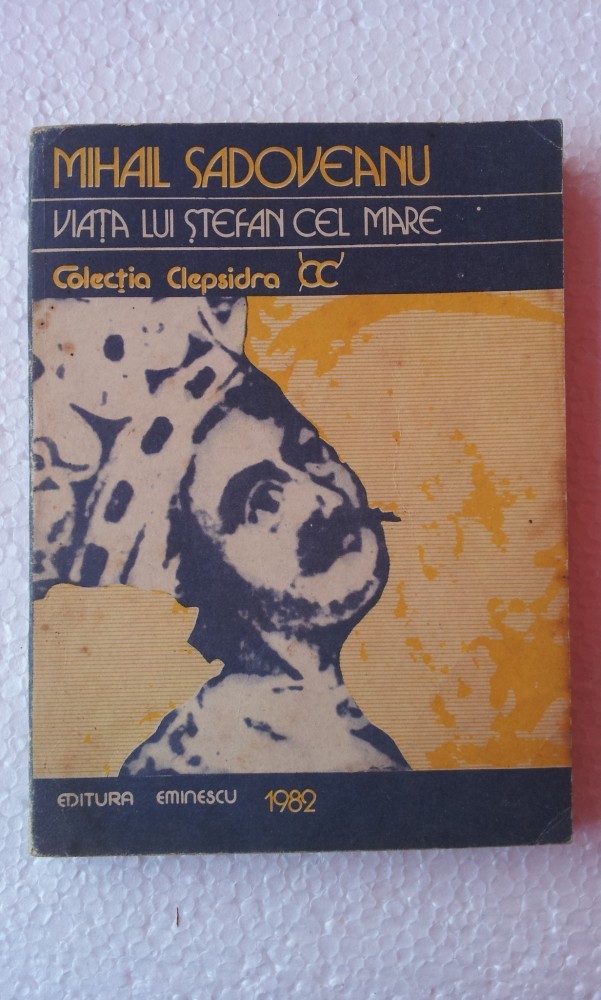 MIHAIL SADOVEANU
VIAȚA LUI ȘTEFAN CEL MARE
Colecția Clepsidra CC
EDITURA EMINESCU 1982